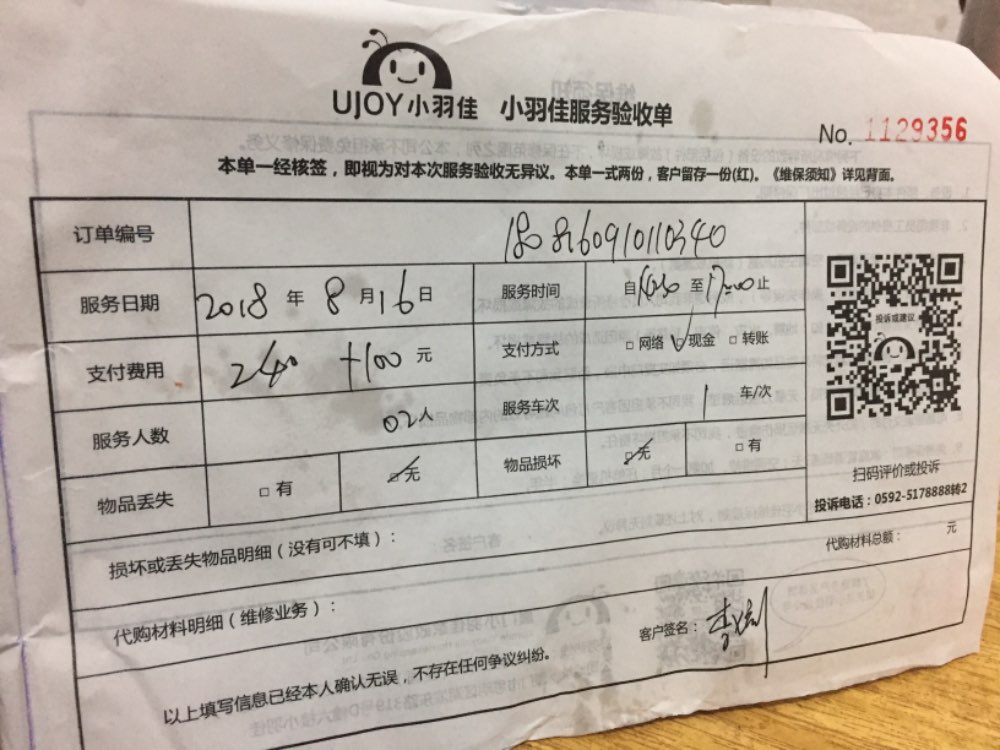 UJOY小羽佳 小羽佳服务验收单
No. 1129356
本单一经核签，即视为对本次服务验收无异议。本单一式两份，客户留存一份(红)。《维保须知》详见背面。
订单编号
服务日期 2018 年 8 月 16 日 服务时间 自 至 止
支付费用 240 +100 元 支付方式 □ 网络 ☑ 现金 □ 转账
服务人数 02 人 服务车次 1 车/次
物品丢失 □ 有 ☑ 无 物品损坏 ☑ 无 □ 有
投诉或建议
扫码评价或投诉
投诉电话：0592-5178888转2
损坏或丢失物品明细（没有可不填）：
代购材料总额： 元
代购材料明细（维修业务）：
客户签名：
以上填写信息已经本人确认无误，不存在任何争议纠纷。